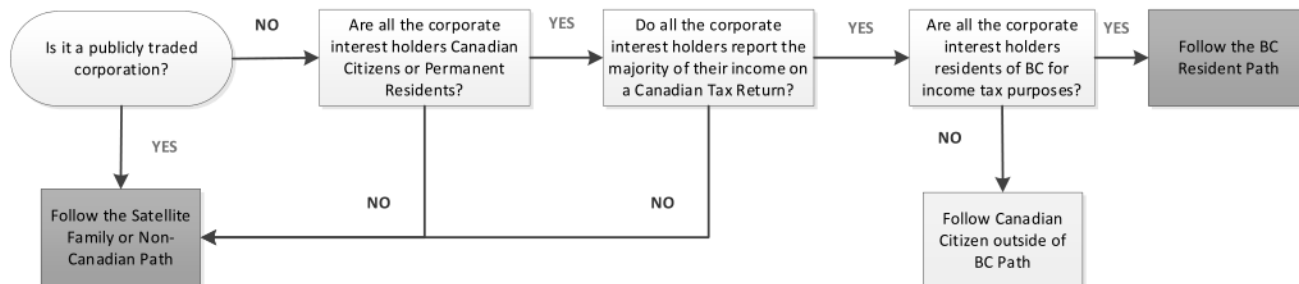 Is it a publicly traded
corporation?
NO
Are all the corporate
interest holders Canadian
Citizens or Permanent
Residents?
YES
Do all the corporate
interest holders report the
majority of their income on
a Canadian Tax Return?
YES
Are all the corporate
interest holders
residents of BC for
income tax purposes?
YES
Follow the BC
Resident Path
YES
NO
NO
NO
Follow the Satellite
Family or Non-
Canadian Path
Follow Canadian
Citizen outside of
BC Path